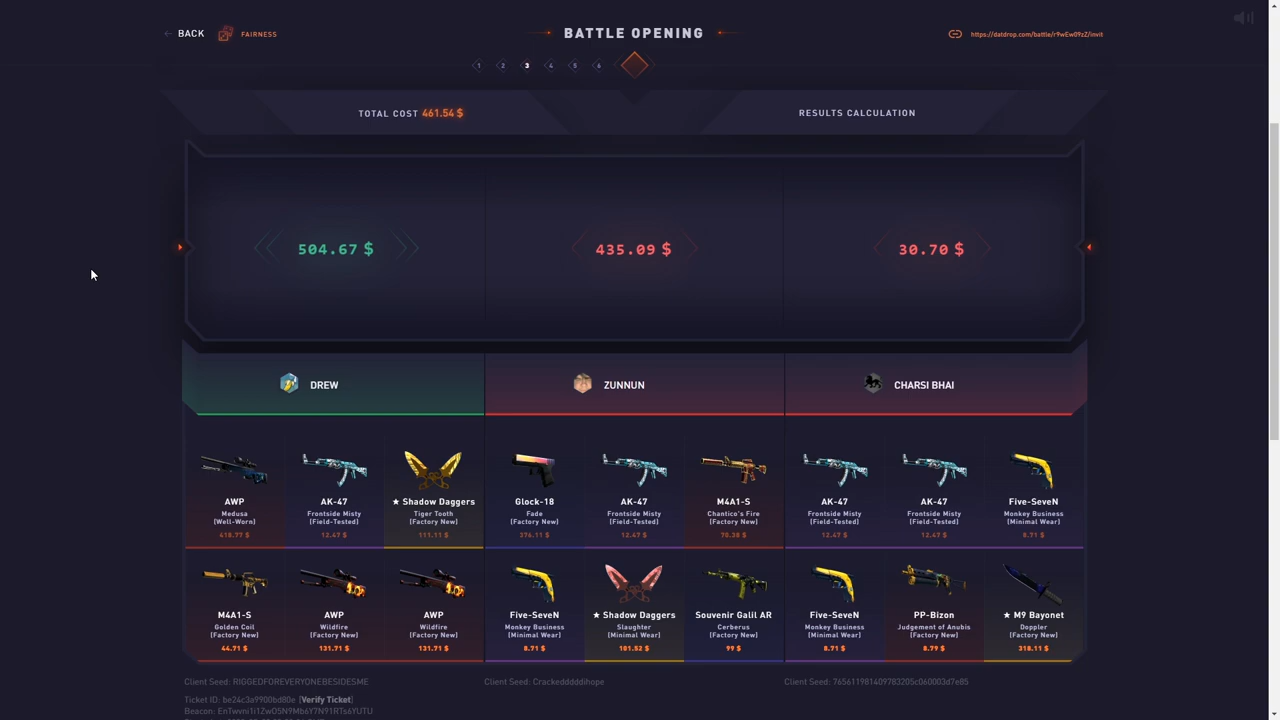 ← BACK
FAIRNESS
BATTLE OPENING
https://datdrop.com/battle/r9wEw09zZ/invit
1 2 3 4 5 6
TOTAL COST 461.54 $
RESULTS CALCULATION
504.67 $
435.09 $
30.70 $
DREW
ZUNNUN
CHARSI BHAI
AWP
Medusa
(Well-Worn)
418.77 $
AK-47
Frontside Misty
(Field-Tested)
12.47 $
★ Shadow Daggers
Tiger Tooth
(Factory New)
111.11 $
Glock-18
Fade
(Factory New)
376.11 $
AK-47
Frontside Misty
(Field-Tested)
12.47 $
M4A1-S
Chantico's Fire
(Factory New)
70.38 $
AK-47
Frontside Misty
(Field-Tested)
12.47 $
AK-47
Frontside Misty
(Field-Tested)
12.47 $
Five-SeveN
Monkey Business
(Minimal Wear)
8.71 $
M4A1-S
Golden Coil
(Factory New)
44.71 $
AWP
Wildfire
(Factory New)
131.71 $
AWP
Wildfire
(Factory New)
131.71 $
Five-SeveN
Monkey Business
(Minimal Wear)
8.71 $
★ Shadow Daggers
Slaughter
(Minimal Wear)
101.52 $
Souvenir Galil AR
Cerberus
(Factory New)
99 $
Five-SeveN
Monkey Business
(Minimal Wear)
8.71 $
PP-Bizon
Judgement of Anubis
(Factory New)
8.79 $
★ M9 Bayonet
Doppler
(Factory New)
318.11 $
Client Seed: RIGGEDFOREVERYONEBESIDESME
Client Seed: Crackedddddihope
Client Seed: 765611981409783205c060003d7e85
Ticket ID: be24c3a9900bd80e (Verify Ticket)
Beacon: EnTwvni1i1ZwO5N9Mb6Y7N91RTs6YUTU